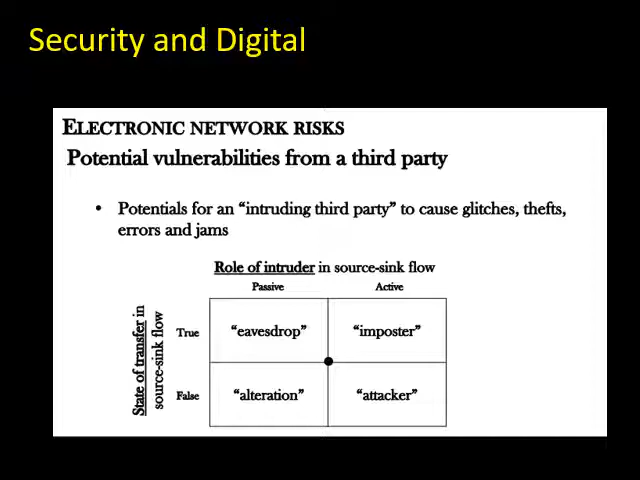 Security and Digital
ELECTRONIC NETWORK RISKS
Potential vulnerabilities from a third party
• Potentials for an “intruding third party” to cause glitches, thefts,
errors and jams
Role of intruder in source-sink flow
Passive Active
State of transfer in
source-sink flow
True “eavesdrop” “imposter”
False “alteration” “attacker”